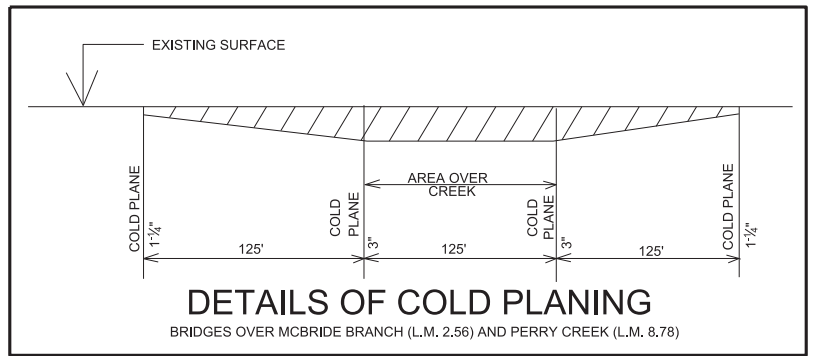 EXISTING SURFACE
AREA OVER
CREEK
COLD PLANE
1-¼"
COLD
PLANE
3"
COLD
PLANE
3"
COLD PLANE
1-¼"
125'
125'
125'
DETAILS OF COLD PLANING
BRIDGES OVER MCBRIDE BRANCH (L.M. 2.56) AND PERRY CREEK (L.M. 8.78)